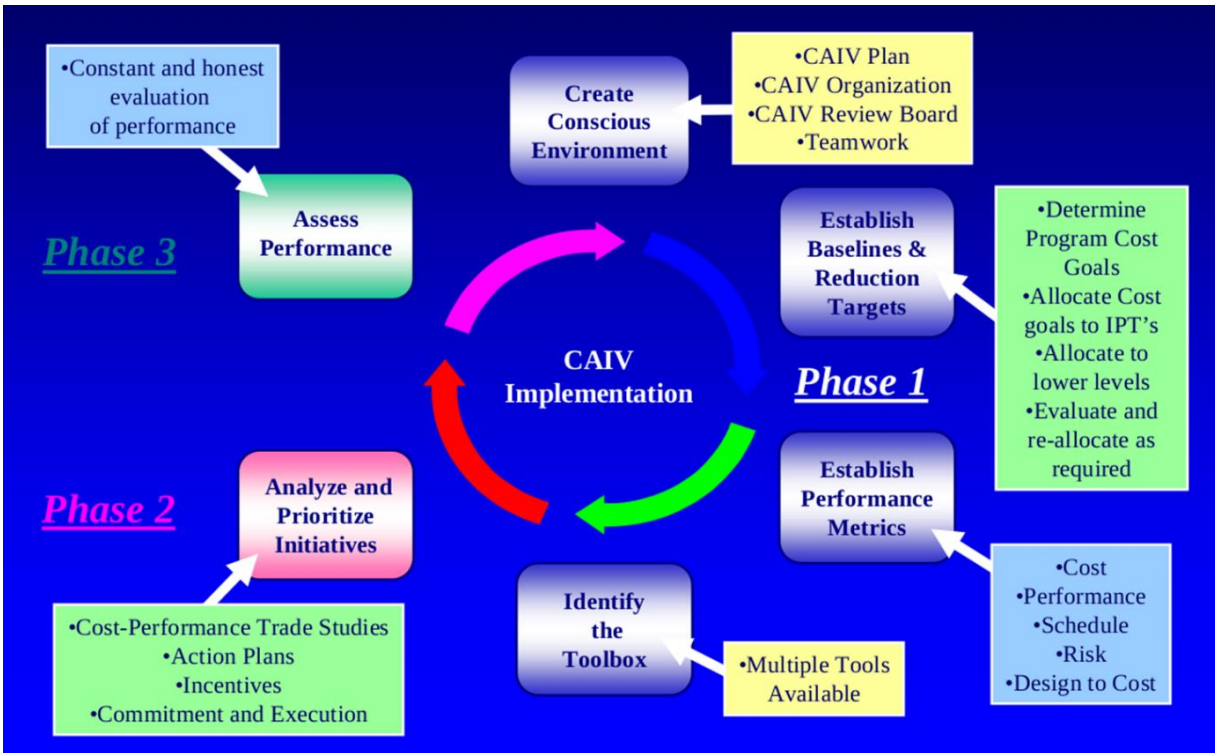 •Constant and honest
evaluation
of performance
Create
Conscious
Environment
•CAIV Plan
•CAIV Organization
•CAIV Review Board
•Teamwork
Assess
Performance
Phase 3
Establish
Baselines &
Reduction
Targets
•Determine
Program Cost
Goals
•Allocate Cost
goals to IPT’s
•Allocate to
lower levels
•Evaluate and
re-allocate as
required
CAIV
Implementation
Phase 1
Phase 2
Analyze and
Prioritize
Initiatives
Establish
Performance
Metrics
•Cost
•Performance
•Schedule
•Risk
•Design to Cost
•Cost-Performance Trade Studies
•Action Plans
•Incentives
•Commitment and Execution
Identify
the
Toolbox
•Multiple Tools
Available